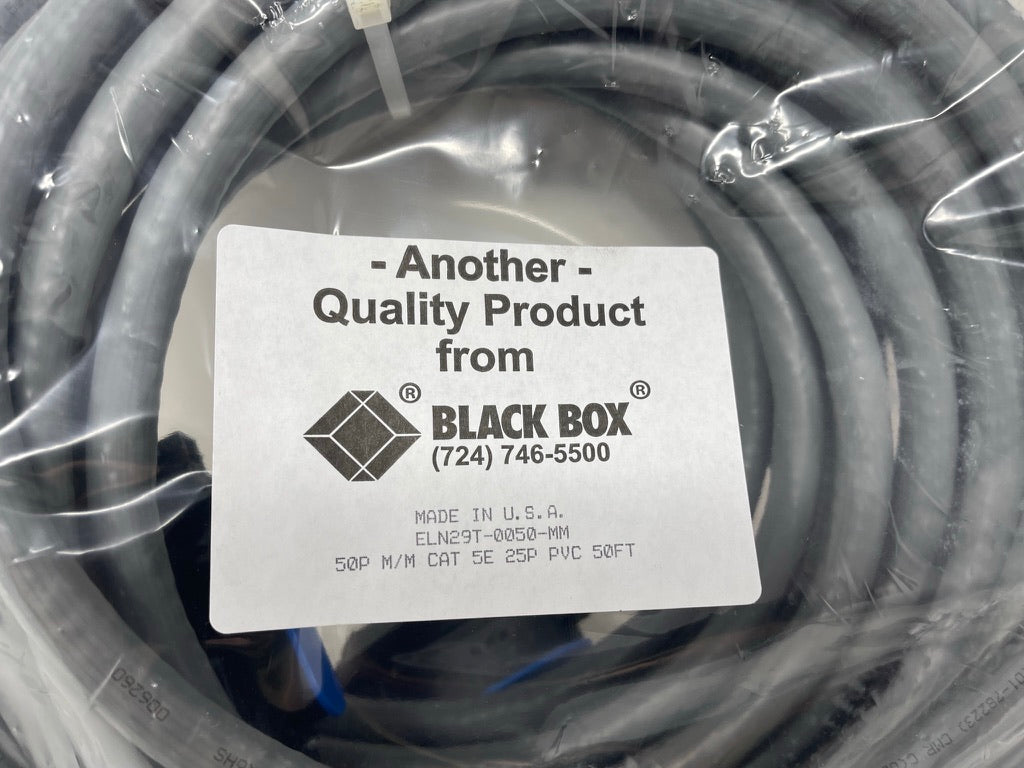 - Another -
Quality Product
from
® BLACK BOX ®
(724) 746-5500
MADE IN U.S.A.
ELN29T-0050-MM
50P M/M CAT 5E 25P PVC 50FT
006260